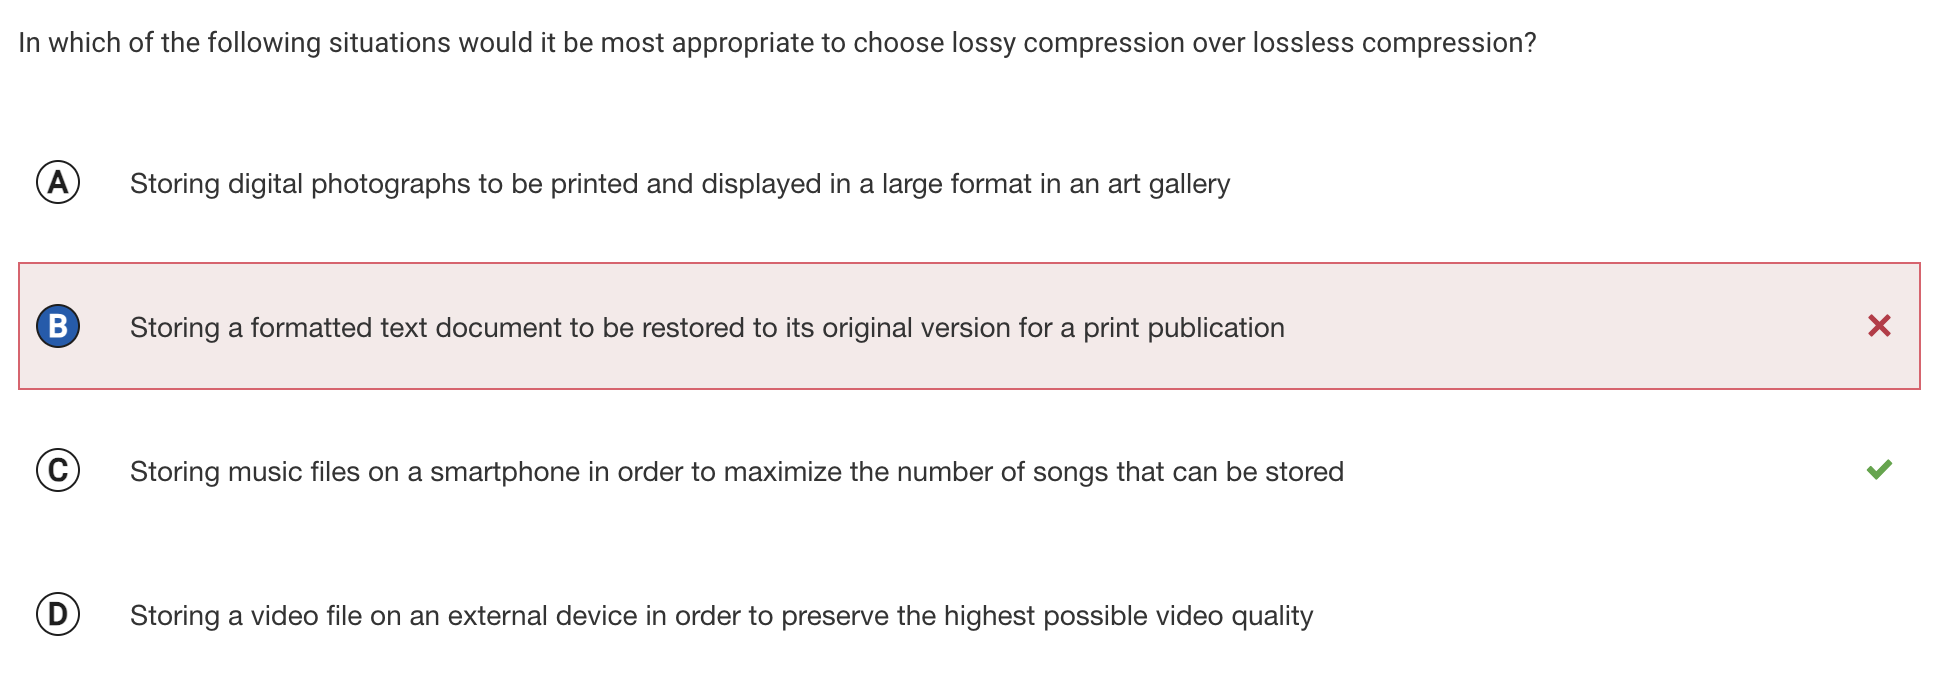 In which of the following situations would it be most appropriate to choose lossy compression over lossless compression?
A Storing digital photographs to be printed and displayed in a large format in an art gallery
B Storing a formatted text document to be restored to its original version for a print publication
C Storing music files on a smartphone in order to maximize the number of songs that can be stored
D Storing a video file on an external device in order to preserve the highest possible video quality